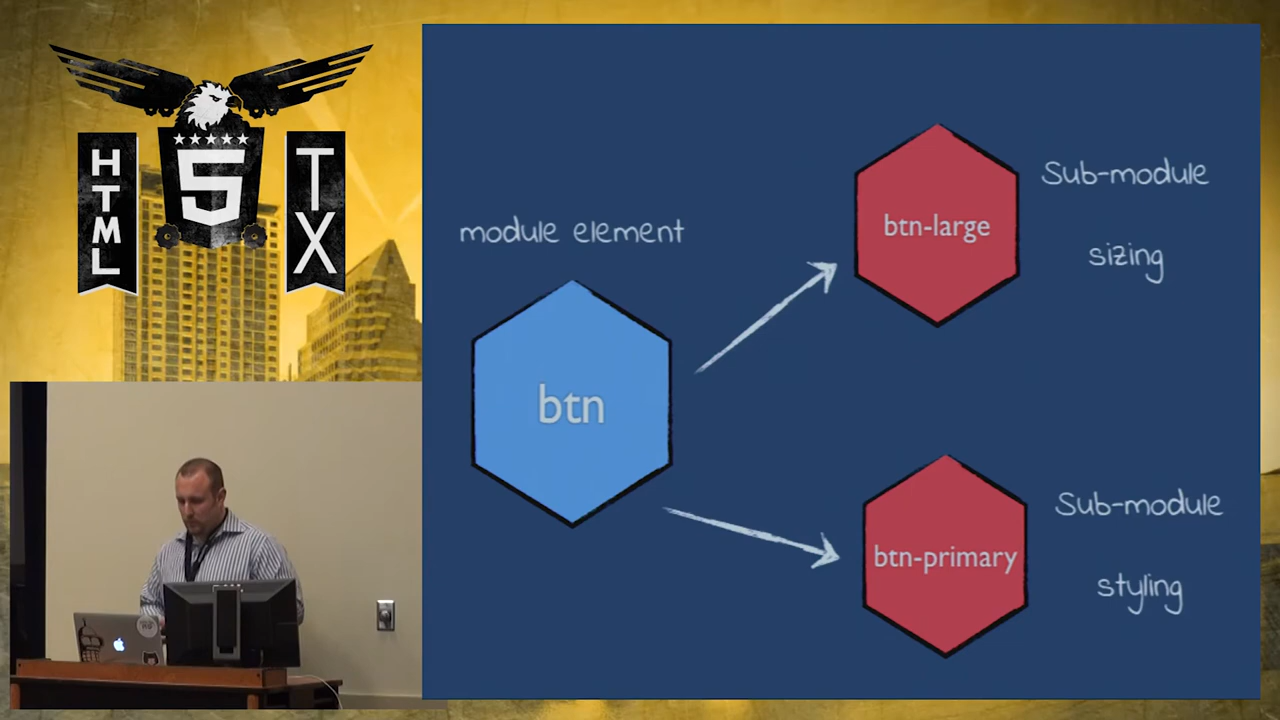 HTML
5
TX
module element
btn
btn-large
Sub-module
sizing
btn-primary
Sub-module
styling